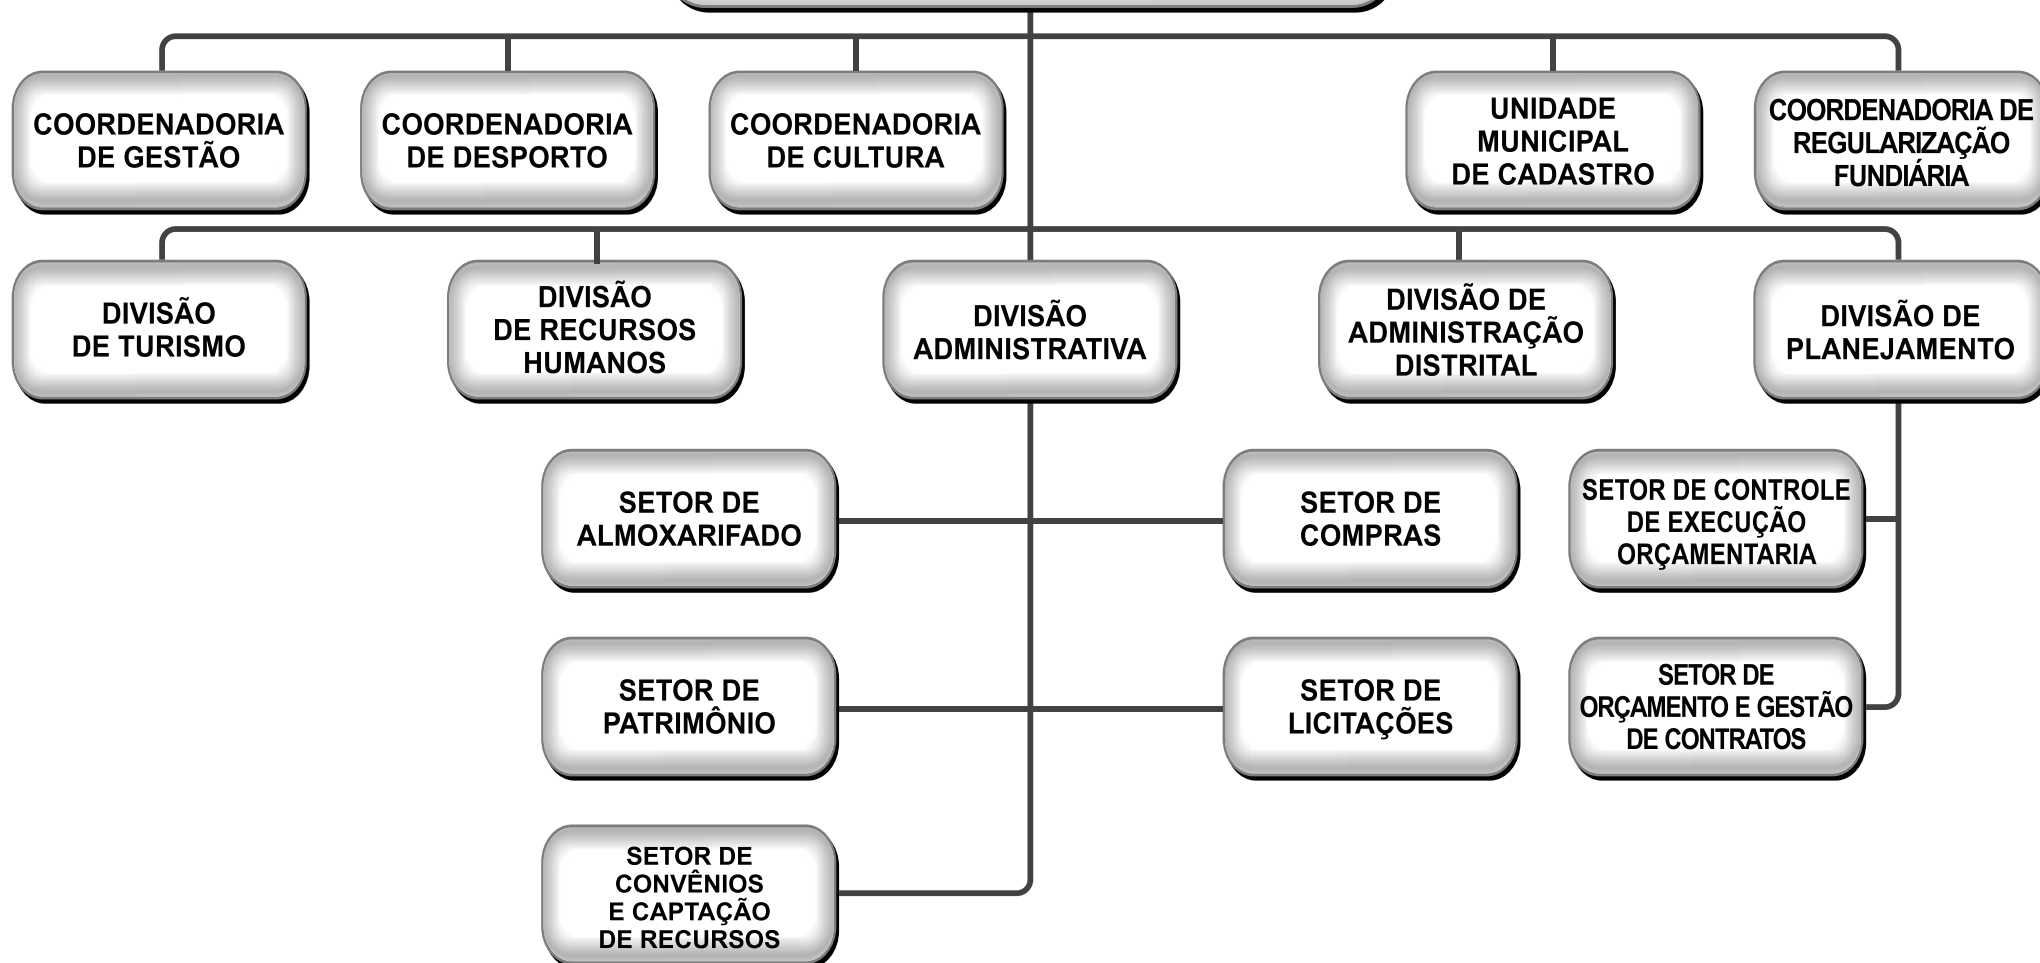 COORDENADORIA
DE GESTÃO
COORDENADORIA
DE DESPORTO
COORDENADORIA
DE CULTURA
UNIDADE
MUNICIPAL
DE CADASTRO
COORDENADORIA DE
REGULARIZAÇÃO
FUNDIÁRIA
DIVISÃO
DE TURISMO
DIVISÃO
DE RECURSOS
HUMANOS
DIVISÃO
ADMINISTRATIVA
DIVISÃO DE
ADMINISTRAÇÃO
DISTRITAL
DIVISÃO DE
PLANEJAMENTO
SETOR DE
ALMOXARIFADO
SETOR DE
COMPRAS
SETOR DE CONTROLE
DE EXECUÇÃO
ORÇAMENTARIA
SETOR DE
PATRIMÔNIO
SETOR DE
LICITAÇÕES
SETOR DE
ORÇAMENTO E GESTÃO
DE CONTRATOS
SETOR DE
CONVÊNIOS
E CAPTAÇÃO
DE RECURSOS